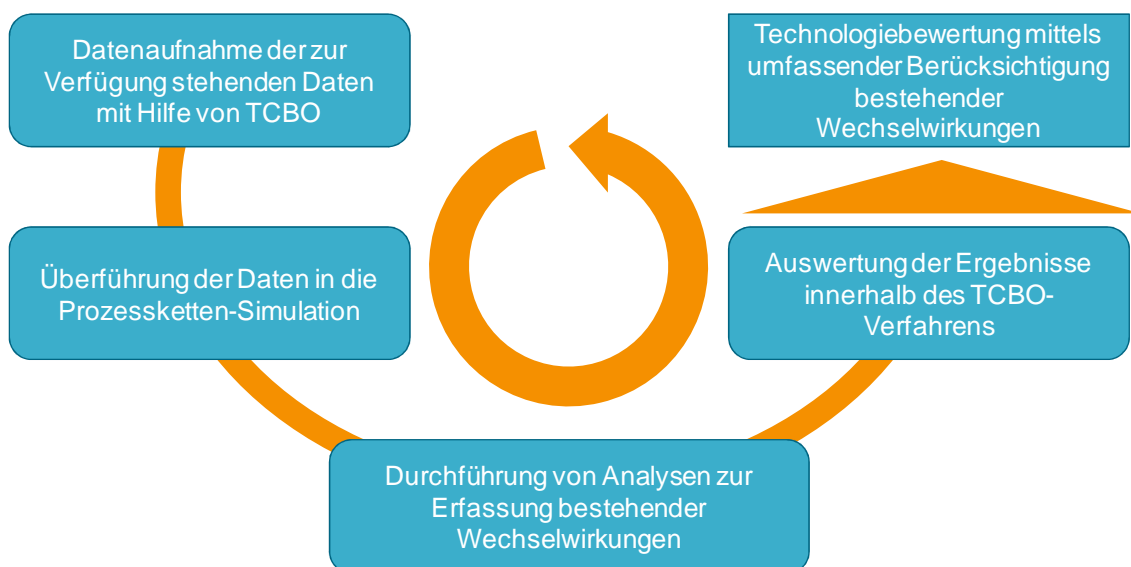 Datenaufnahme der zur
Verfügung stehenden Daten
mit Hilfe von TCBO
Überführung der Daten in die
Prozessketten-Simulation
Durchführung von Analysen zur
Erfassung bestehender
Wechselwirkungen
Auswertung der Ergebnisse
innerhalb des TCBO-
Verfahrens
Technologiebewertung mittels
umfassender Berücksichtigung
bestehender
Wechselwirkungen